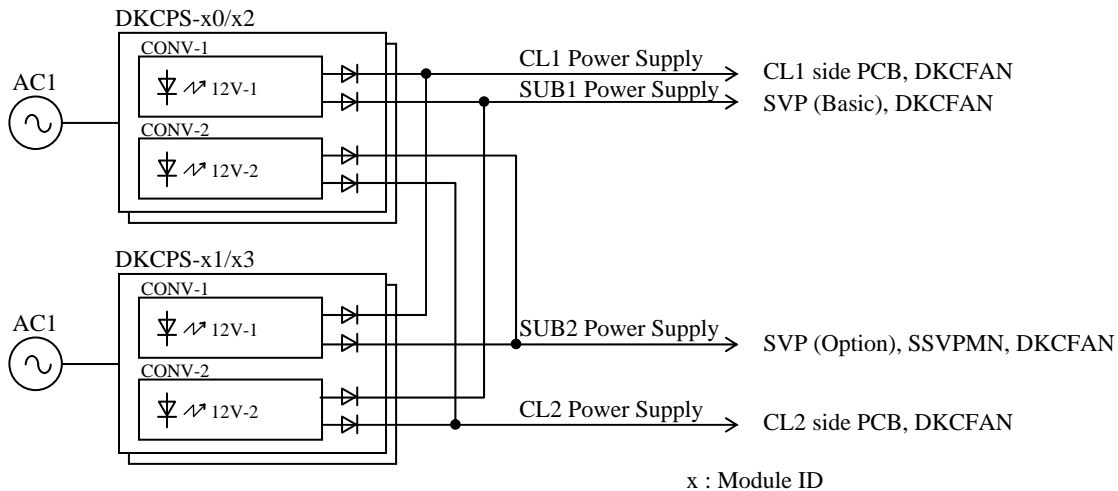 DKCPS-x0/x2
CONV-1
12V-1
CONV-2
12V-2
AC1
CL1 Power Supply
CL1 side PCB, DKCFAN
SUB1 Power Supply
SVP (Basic), DKCFAN
DKCPS-x1/x3
CONV-1
12V-1
CONV-2
12V-2
AC1
SUB2 Power Supply
SVP (Option), SSVPMN, DKCFAN
CL2 Power Supply
CL2 side PCB, DKCFAN
x : Module ID